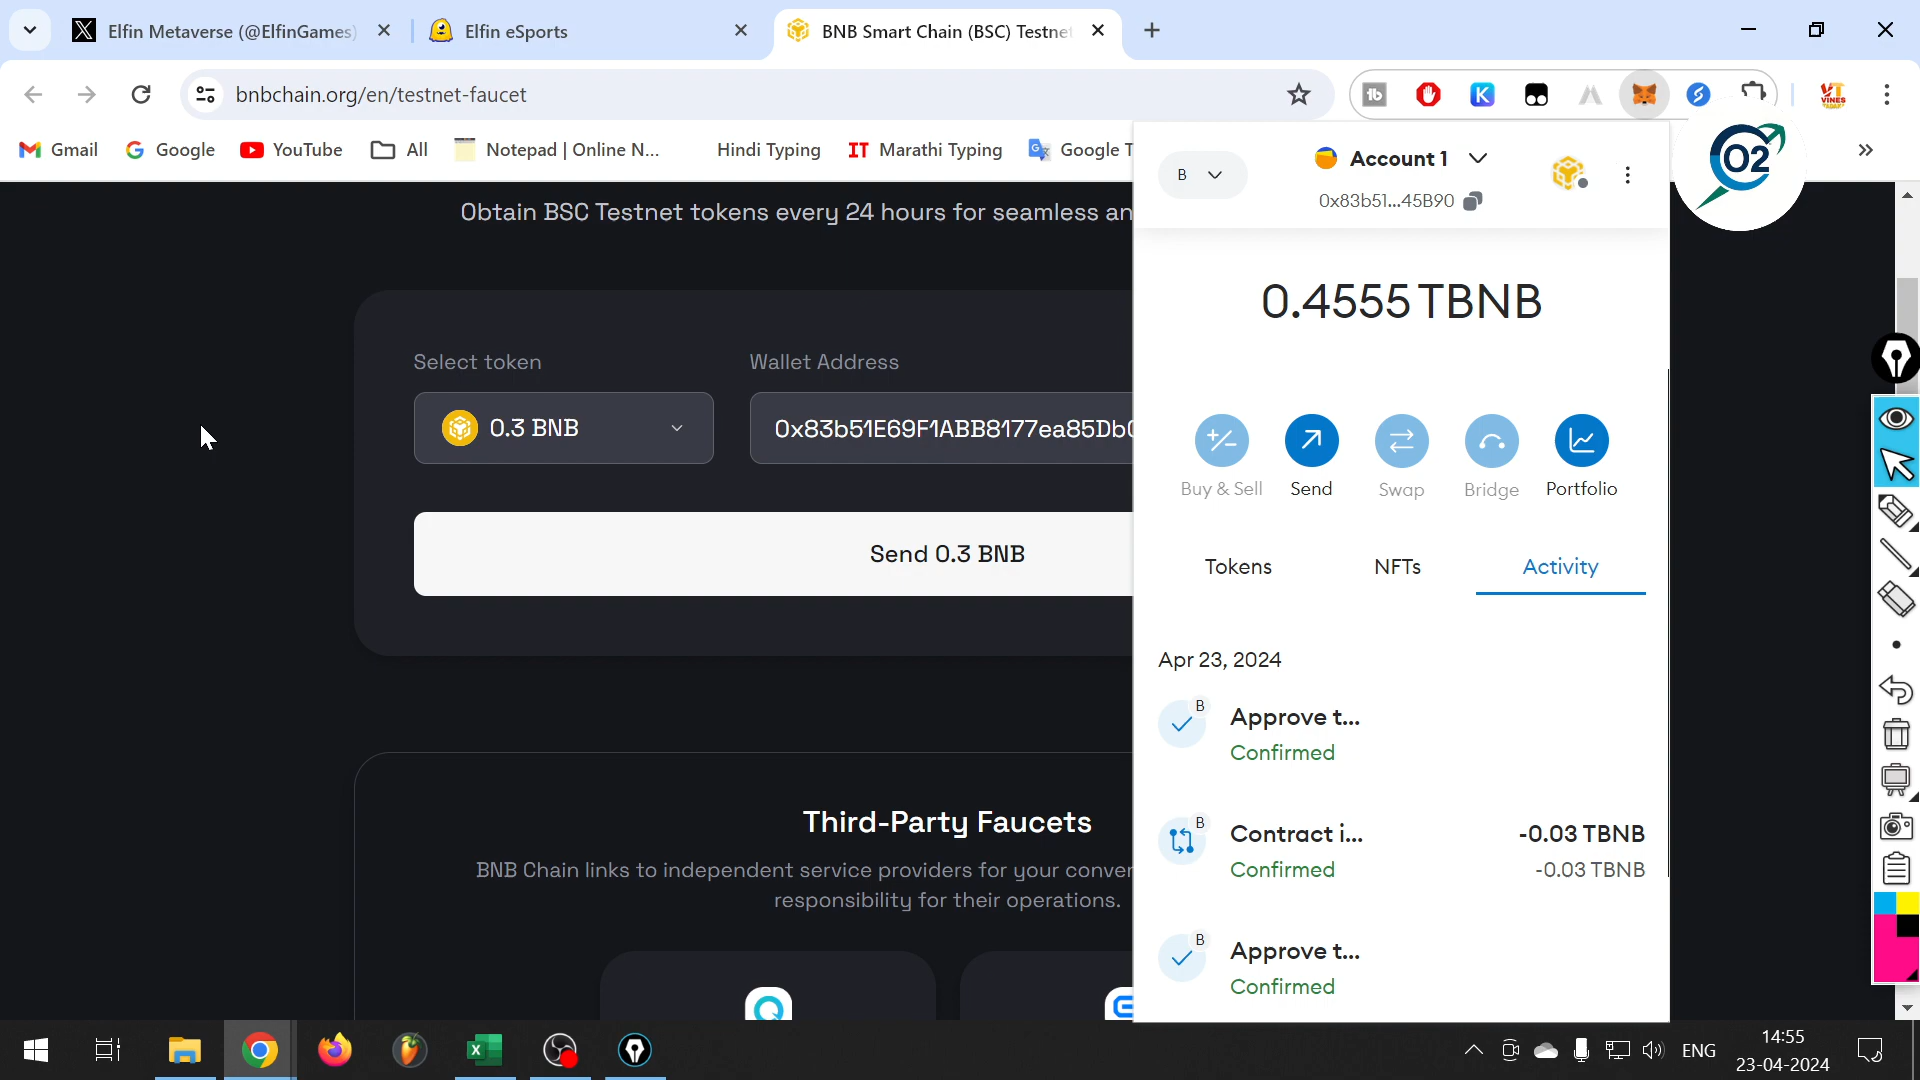 Elfin Metaverse (@ElfinGames)
Elfin eSports
BNB Smart Chain (BSC) Testnet
bnbchain.org/en/testnet-faucet
Gmail
Google
YouTube
All
Notepad | Online N...
Hindi Typing
IT Marathi Typing
Google T
Obtain BSC Testnet tokens every 24 hours for seamless an
Select token
Wallet Address
0.3 BNB
0x83b51E69F1ABB8177ea85Db
Send 0.3 BNB
Third-Party Faucets
BNB Chain links to independent service providers for your conver
responsibility for their operations.
B
Account 1
0x83b51...45B90
0.4555 TBNB
Buy & Sell
Send
Swap
Bridge
Portfolio
Tokens
NFTs
Activity
Apr 23, 2024
B
Approve t...
Confirmed
B
Contract i...
-0.03 TBNB
Confirmed
-0.03 TBNB
B
Approve t...
Confirmed
O2
ENG
14:55
23-04-2024